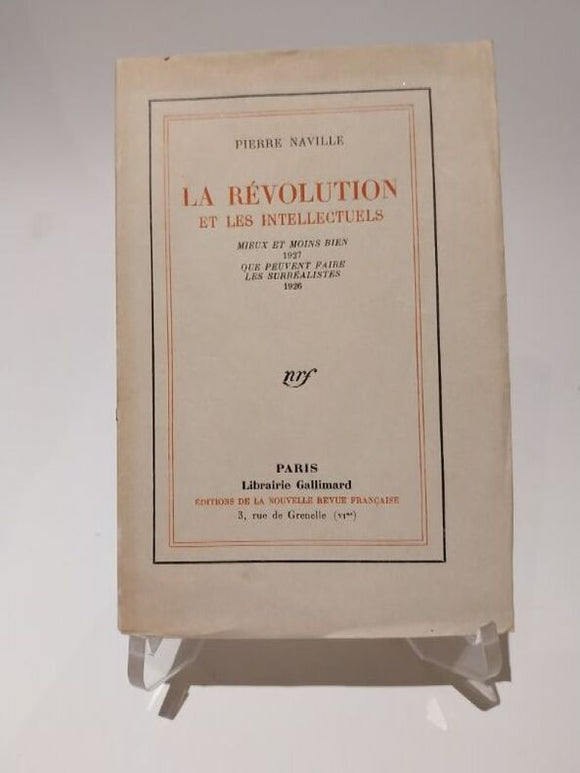 PIERRE NAVILLE
LA RÉVOLUTION
ET LES INTELLECTUELS
MIEUX ET MOINS BIEN
1927
QUE PEUVENT FAIRE
LES SURRÉALISTES
1926
nrf
PARIS
Librairie Gallimard
ÉDITIONS DE LA NOUVELLE REVUE FRANÇAISE
3, rue de Grenelle (VIme)